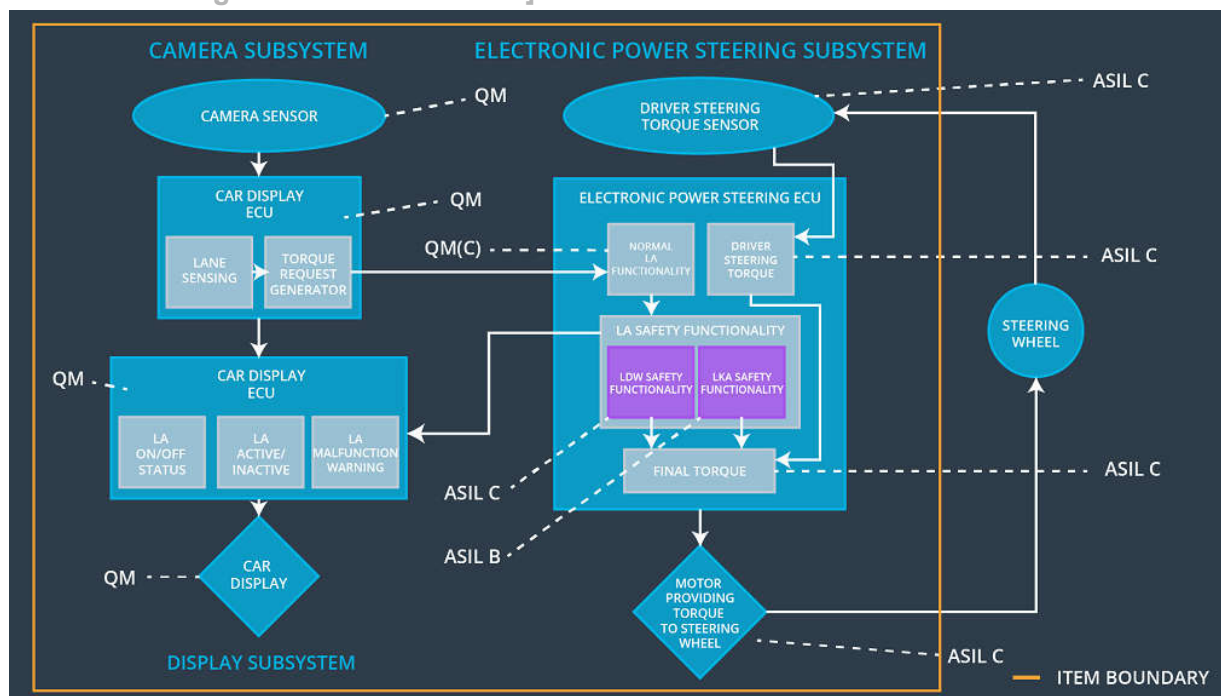 CAMERA SUBSYSTEM
ELECTRONIC POWER STEERING SUBSYSTEM
CAMERA SENSOR
QM
DRIVER STEERING
TORQUE SENSOR
ASIL C
CAR DISPLAY
ECU
QM
LANE
SENSING
TORQUE
REQUEST
GENERATOR
ELECTRONIC POWER STEERING ECU
QM(C)
NORMAL
LA
FUNCTIONALITY
DRIVER
STEERING
TORQUE
ASIL C
STEERING
WHEEL
LA SAFETY FUNCTIONALITY
LDW SAFETY
FUNCTIONALITY
LKA SAFETY
FUNCTIONALITY
QM
CAR DISPLAY
ECU
LA
ON/OFF
STATUS
LA
ACTIVE/
INACTIVE
LA
MALFUNCTION
WARNING
FINAL TORQUE
ASIL C
ASIL C
ASIL B
QM
CAR
DISPLAY
MOTOR
PROVIDING
TORQUE
TO STEERING
WHEEL
ASIL C
DISPLAY SUBSYSTEM
ITEM BOUNDARY